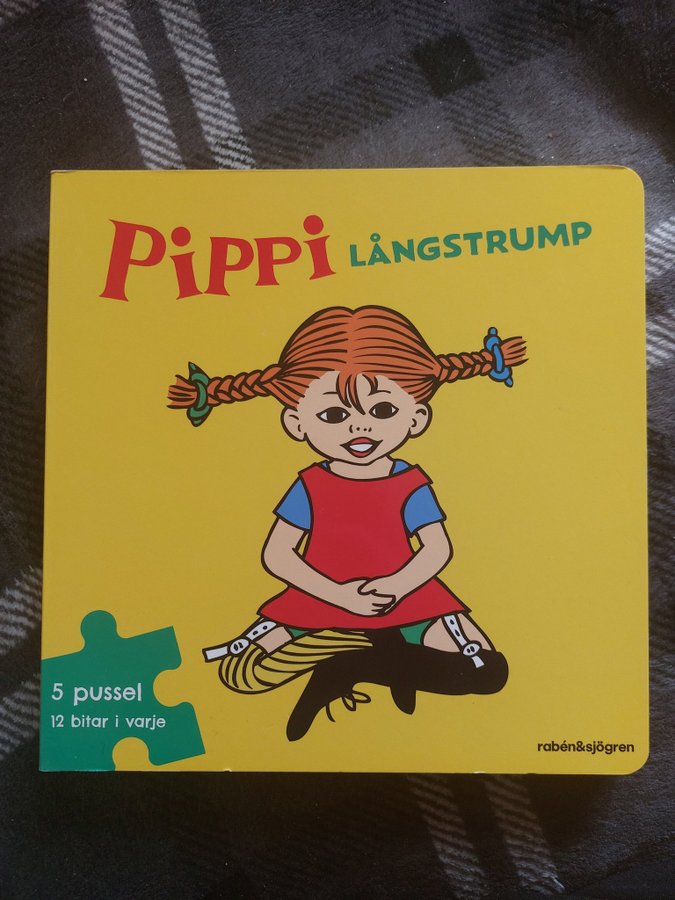 Pippi LÅNGSTRUMP
5 pussel
12 bitar i varje
rabén&sjögren